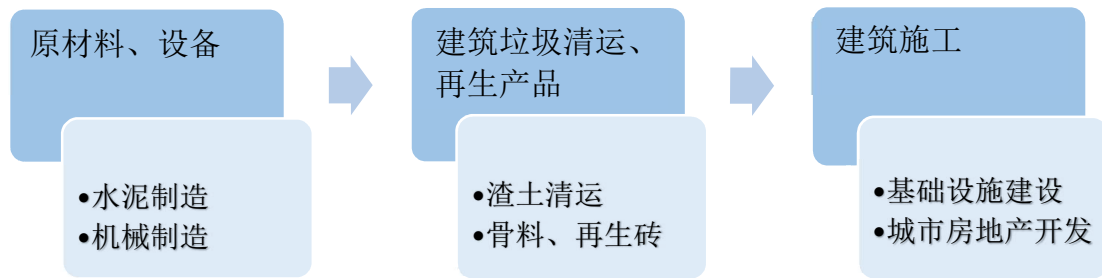 原材料、设备
•水泥制造
•机械制造
建筑垃圾清运、
再生产品
•渣土清运
•骨料、再生砖
建筑施工
•基础设施建设
•城市房地产开发